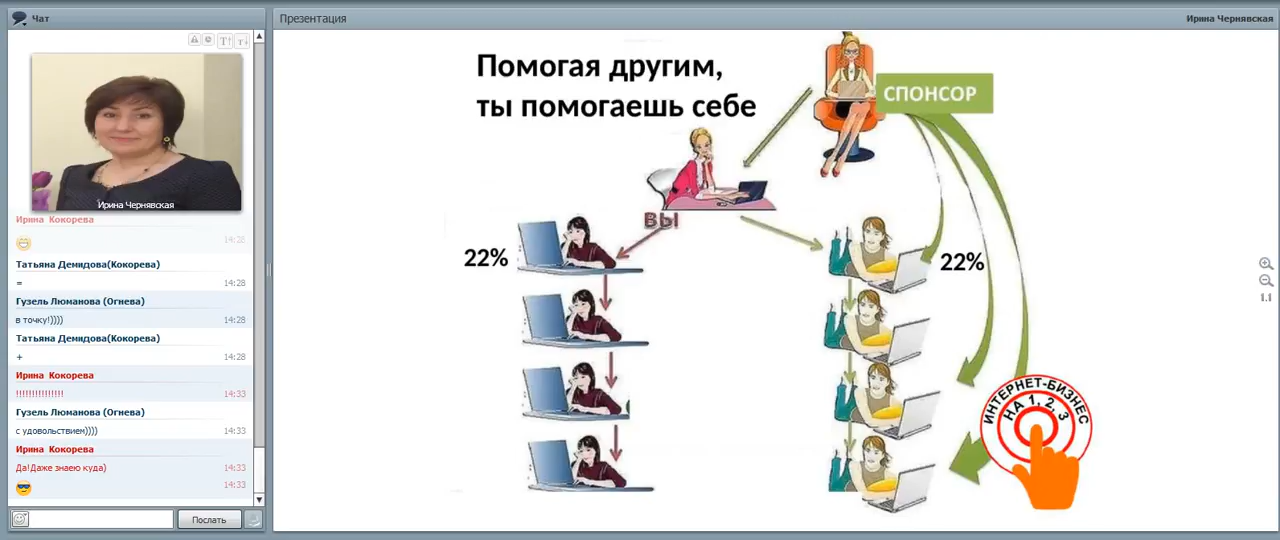 Чат
Ирина Чернявская
Ирина Кокорева
14:28
Татьяна Демидова(Кокорева)
=
14:28
Гузель Люманова (Огнева)
в точку!))))
14:28
Татьяна Демидова(Кокорева)
+
14:28
Ирина Кокорева
!!!!!!!!!!!!!!!
14:33
Гузель Люманова (Огнева)
с удовольствием))))
14:33
Ирина Кокорева
Да!Даже знаею куда)
14:33
14:33
Послать
Презентация
Ирина Чернявская
Помогая другим,
ты помогаешь себе
СПОНСОР
ВЫ
22%
22%
ИНТЕРНЕТ-БИЗНЕС
НА 1, 2, 3
1.1